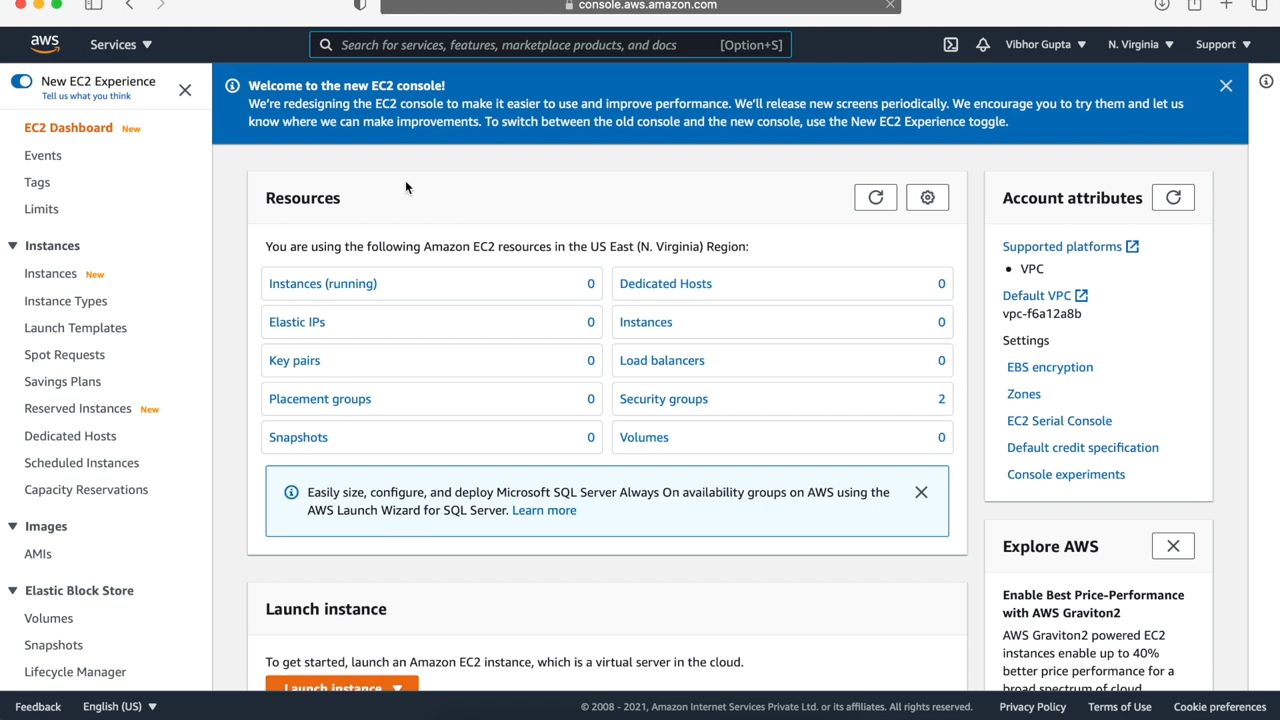 console.aws.amazon.com
aws
Services
Search for services, features, marketplace products, and docs
[Option+S]
Vibhor Gupta
N. Virginia
Support
New EC2 Experience
Tell us what you think
EC2 Dashboard New
Events
Tags
Limits
Instances
Instances New
Instance Types
Launch Templates
Spot Requests
Savings Plans
Reserved Instances New
Dedicated Hosts
Scheduled Instances
Capacity Reservations
Images
AMIs
Elastic Block Store
Volumes
Snapshots
Lifecycle Manager
Welcome to the new EC2 console!
We're redesigning the EC2 console to make it easier to use and improve performance. We'll release new screens periodically. We encourage you to try them and let us
know where we can make improvements. To switch between the old console and the new console, use the New EC2 Experience toggle.
Resources
You are using the following Amazon EC2 resources in the US East (N. Virginia) Region:
Instances (running) 0
Dedicated Hosts 0
Elastic IPs 0
Instances 0
Key pairs 0
Load balancers 0
Placement groups 0
Security groups 2
Snapshots 0
Volumes 0
Easily size, configure, and deploy Microsoft SQL Server Always On availability groups on AWS using the
AWS Launch Wizard for SQL Server. Learn more
Launch instance
To get started, launch an Amazon EC2 instance, which is a virtual server in the cloud.
Launch instance
Account attributes
Supported platforms
• VPC
Default VPC
vpc-f6a12a8b
Settings
EBS encryption
Zones
EC2 Serial Console
Default credit specification
Console experiments
Explore AWS
Enable Best Price-Performance
with AWS Graviton2
AWS Graviton2 powered EC2
instances enable up to 40%
better price performance for a
broad spectrum of cloud
Feedback
English (US)
© 2008 - 2021, Amazon Internet Services Private Ltd. or its affiliates. All rights reserved.
Privacy Policy
Terms of Use
Cookie preferences